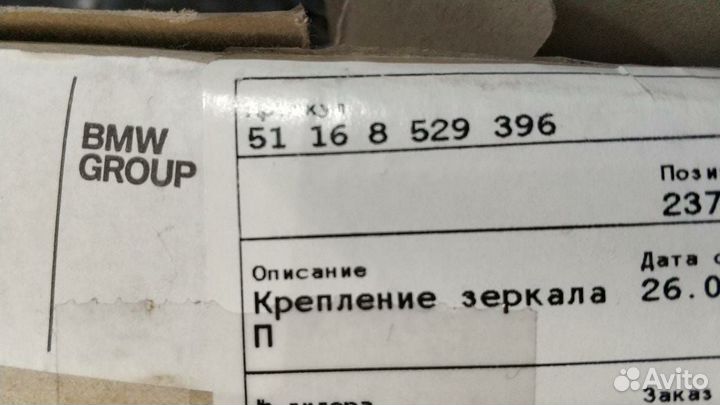 BMW
GROUP
51 16 8 529 396
Пози
237
Описание
Крепление зеркала
П
Дата
26.0
Заказ
Avito